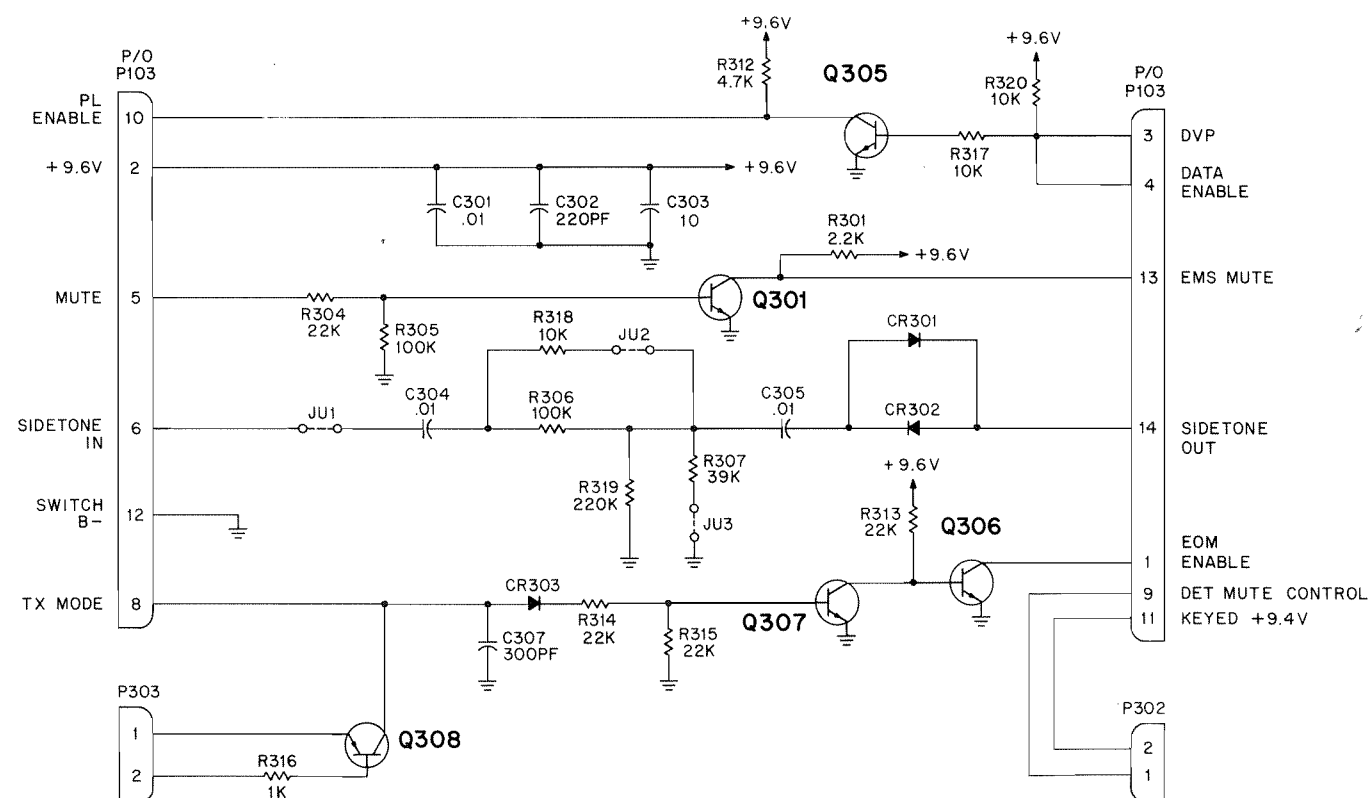 +9.6V
P/O
P103
R312
4.7K
Q305
+9.6V
R320
10K
P/O
P103
PL
ENABLE
10
R317
10K
3
DVP
4
DATA
ENABLE
+9.6V
2
+9.6V
C301
.01
C302
220PF
C303
10
R301
2.2K
+9.6V
13
EMS MUTE
MUTE
5
R304
22K
R305
100K
Q301
R318
10K
JU2
CR301
SIDETONE
IN
6
JU1
C304
.01
R306
100K
C305
.01
CR302
14
SIDETONE
OUT
R319
220K
R307
39K
JU3
+9.6V
R313
22K
Q306
SWITCH
B-
12
EOM
ENABLE
1
9
DET MUTE CONTROL
11
KEYED +9.4V
TX MODE
8
CR303
C307
300PF
R314
22K
R315
22K
Q307
P303
1
2
R316
1K
Q308
P302
2
1